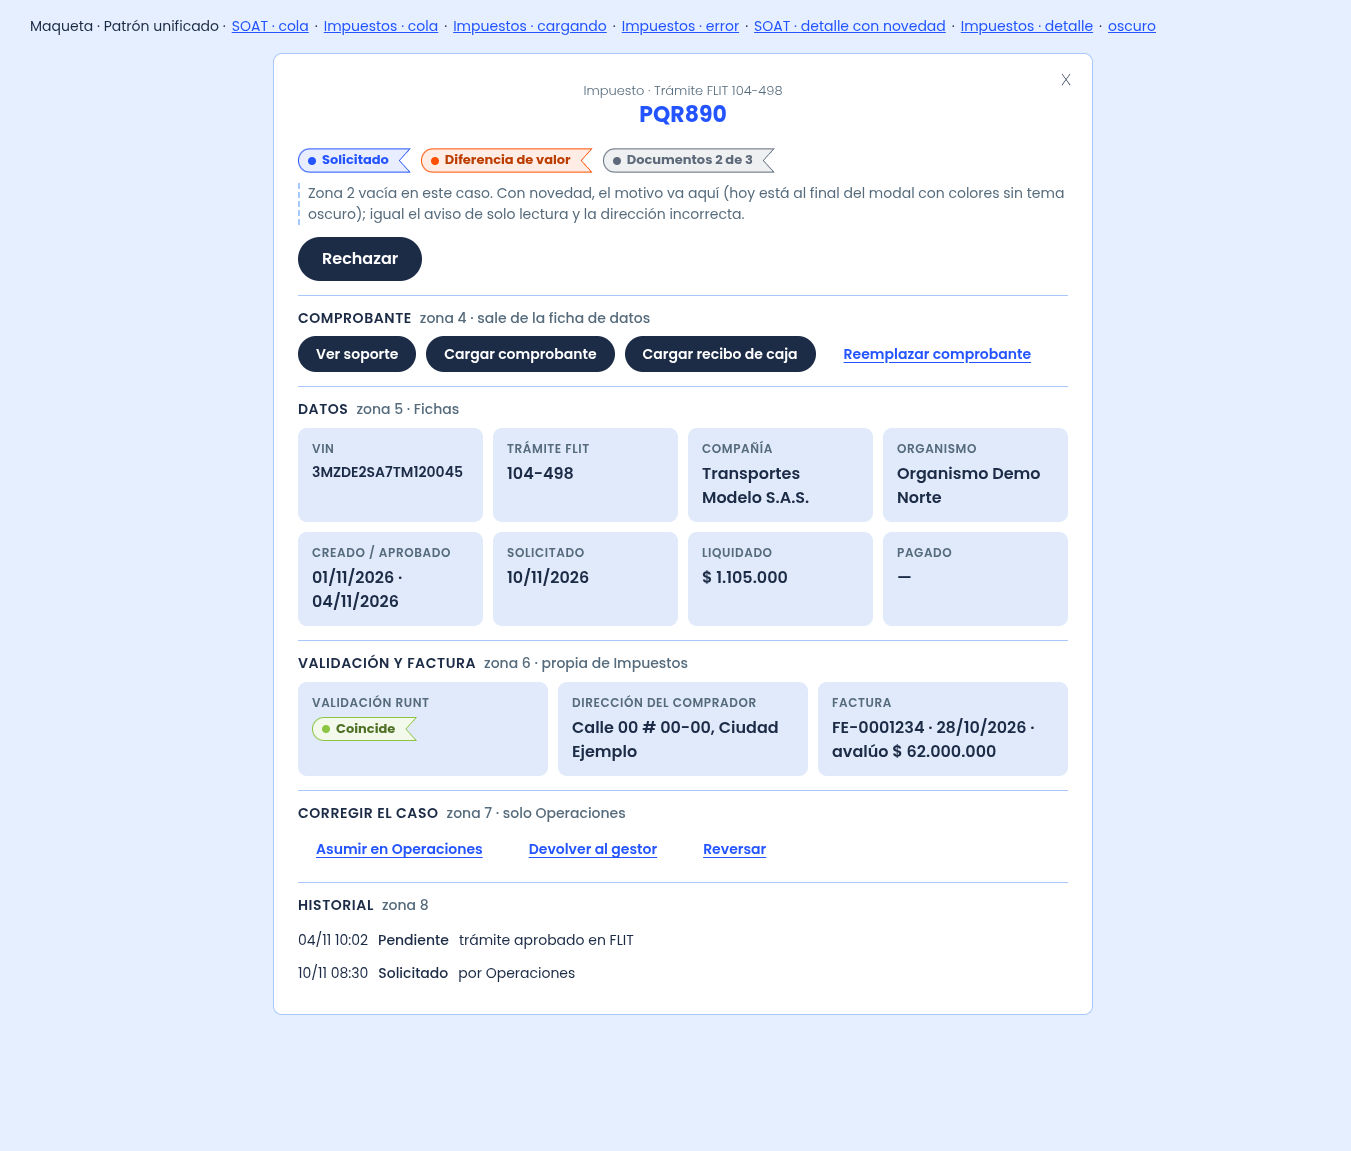 Maqueta · Patrón unificado · SOAT · cola · Impuestos · cola · Impuestos · cargando · Impuestos · error · SOAT · detalle con novedad · Impuestos · detalle · oscuro
X
Impuesto · Trámite FLIT 104-498
PQR890
Solicitado Diferencia de valor Documentos 2 de 3
Zona 2 vacía en este caso. Con novedad, el motivo va aquí (hoy está al final del modal con colores sin tema
oscuro); igual el aviso de solo lectura y la dirección incorrecta.
Rechazar
COMPROBANTE zona 4 · sale de la ficha de datos
Ver soporte Cargar comprobante Cargar recibo de caja Reemplazar comprobante
DATOS zona 5 · Fichas
VIN
3MZDE2SA7TM120045
TRÁMITE FLIT
104-498
COMPAÑÍA
Transportes
Modelo S.A.S.
ORGANISMO
Organismo Demo
Norte
CREADO / APROBADO
01/11/2026 ·
04/11/2026
SOLICITADO
10/11/2026
LIQUIDADO
$ 1.105.000
PAGADO
—
VALIDACIÓN Y FACTURA zona 6 · propia de Impuestos
VALIDACIÓN RUNT
Coincide
DIRECCIÓN DEL COMPRADOR
Calle 00 # 00-00, Ciudad
Ejemplo
FACTURA
FE-0001234 · 28/10/2026 ·
avalúo $ 62.000.000
CORREGIR EL CASO zona 7 · solo Operaciones
Asumir en Operaciones Devolver al gestor Reversar
HISTORIAL zona 8
04/11 10:02 Pendiente trámite aprobado en FLIT
10/11 08:30 Solicitado por Operaciones